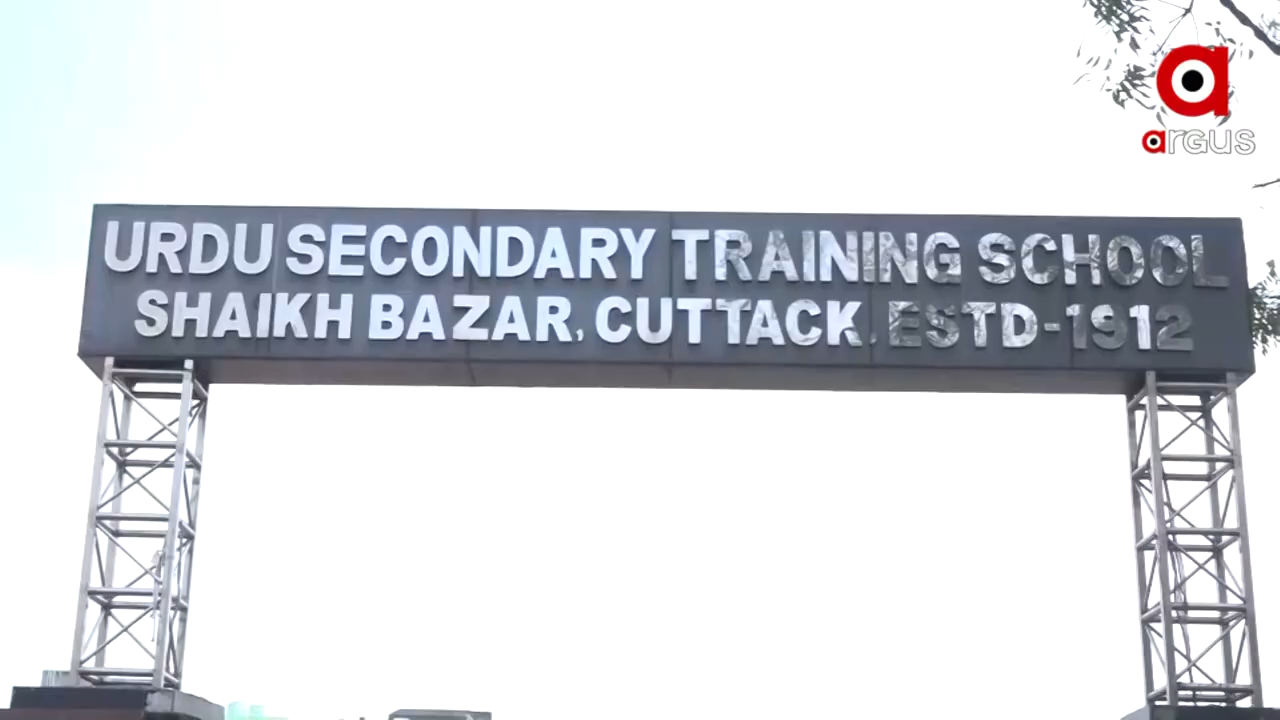 argus
URDU SECONDARY TRAINING SCHOOL
SHAIKH BAZAR, CUTTACK, ESTD-1912